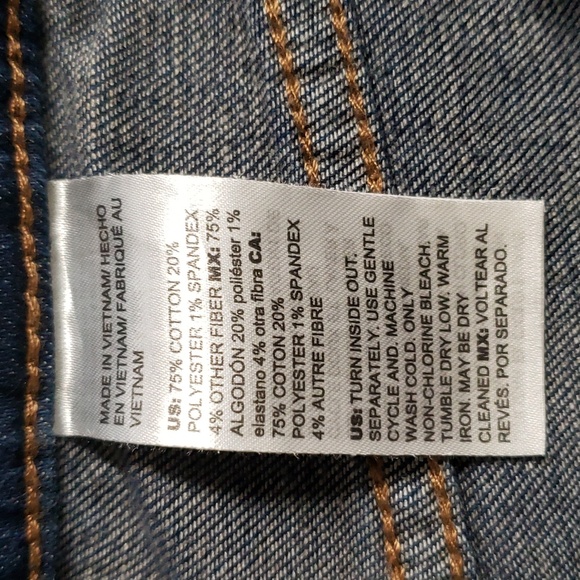 MADE IN VIETNAM/ HECHO
EN VIETNAM/ FABRIQUÉ AU
VIETNAM
US: 75% COTTON 20%
POLYESTER 1% SPANDEX
4% OTHER FIBER MX: 75%
ALGODÓN 20% poliéster 1%
elastano 4% otra fibra CA:
75% COTON 20%
POLYESTER 1% SPANDEX
4% AUTRE FIBRE
US: TURN INSIDE OUT.
SEPARATELY. USE GENTLE
CYCLE AND. MACHINE
WASH COLD. ONLY
NON-CHLORINE BLEACH.
TUMBLE DRY LOW. WARM
IRON. MAY BE DRY
CLEANED MX: VOLTEAR AL
REVÉS. POR SEPARADO.